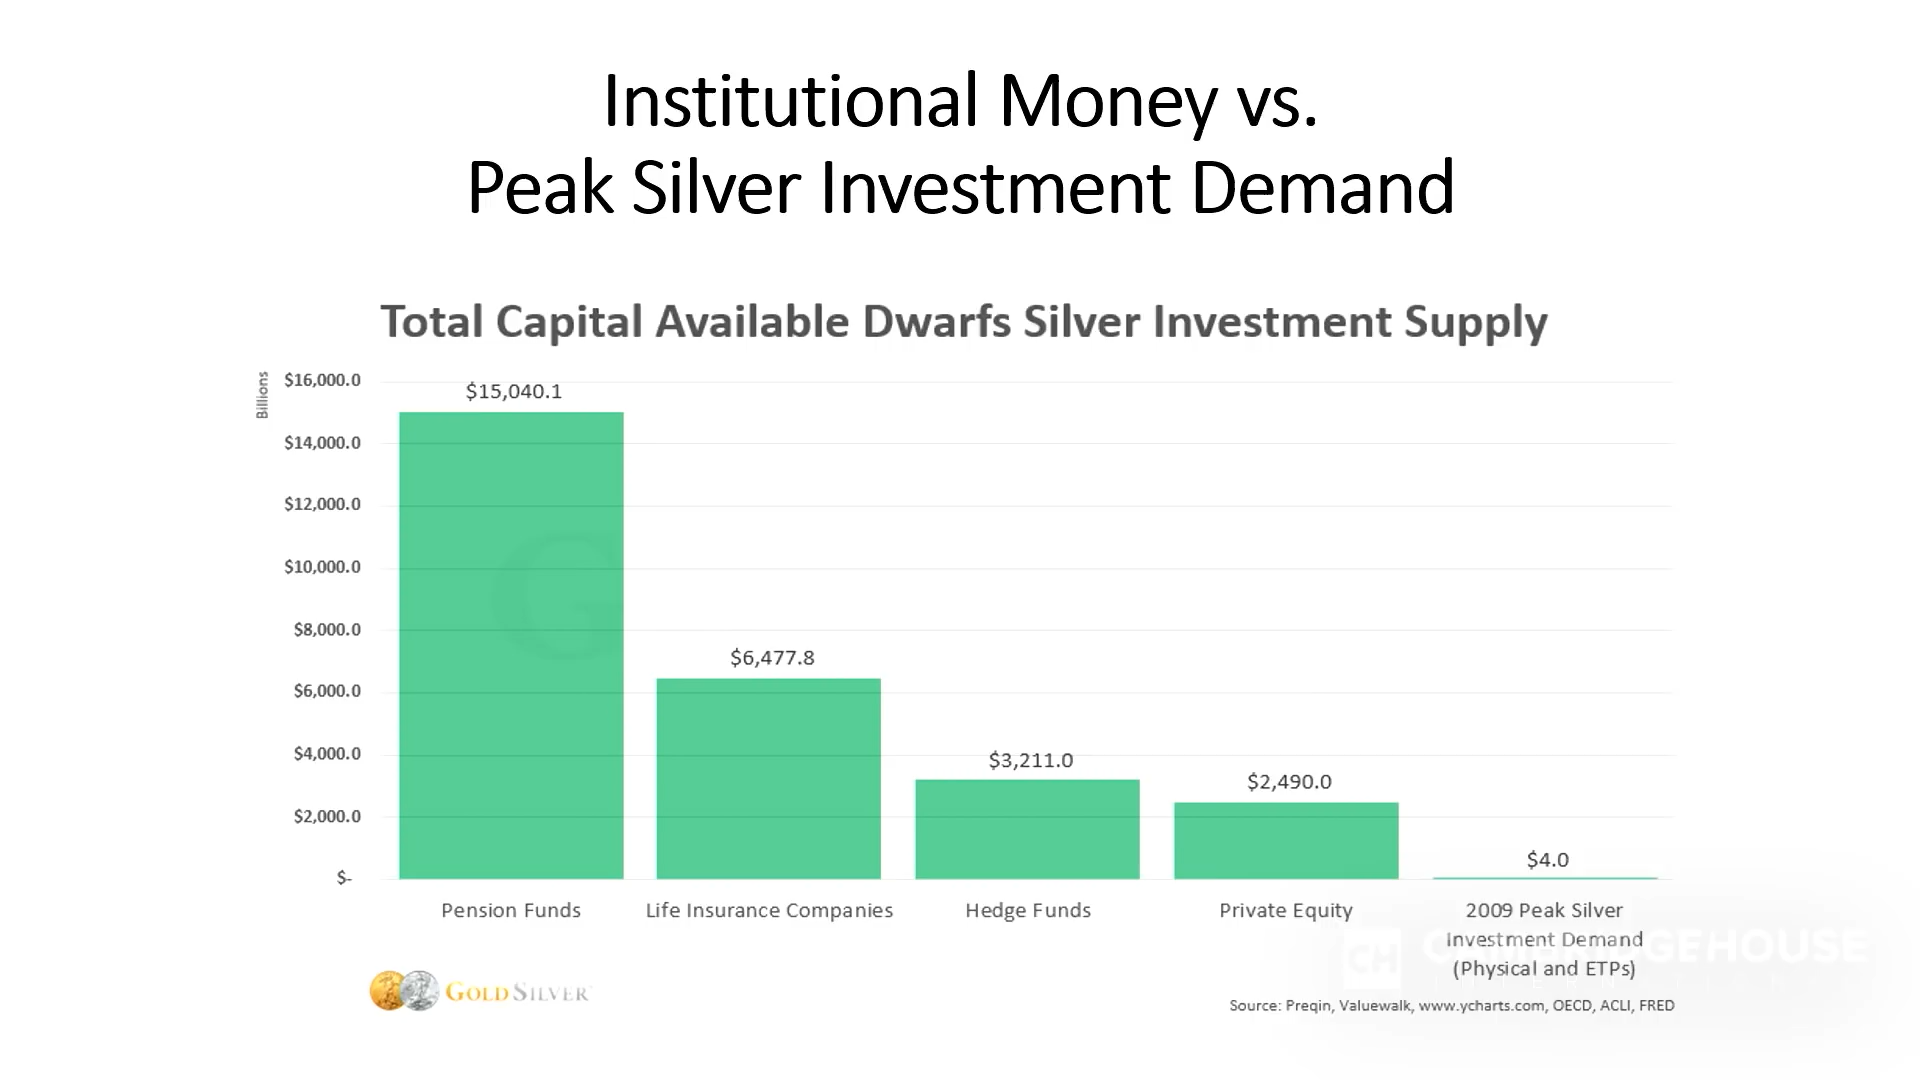 Institutional Money vs.
Peak Silver Investment Demand
Total Capital Available Dwarfs Silver Investment Supply
Billions
$16,000.0
$14,000.0
$12,000.0
$10,000.0
$8,000.0
$6,000.0
$4,000.0
$2,000.0
$-
$15,040.1
$6,477.8
$3,211.0
$2,490.0
$4.0
G
Pension Funds
Life Insurance Companies
Hedge Funds
Private Equity
2009 Peak Silver
Investment Demand
(Physical and ETPs)
GOLDSILVER
CH
CAMBRIDGEHOUSE
INTERNATIONAL
Source: Preqin, Valuewalk, www.ycharts.com, OECD, ACLI, FRED